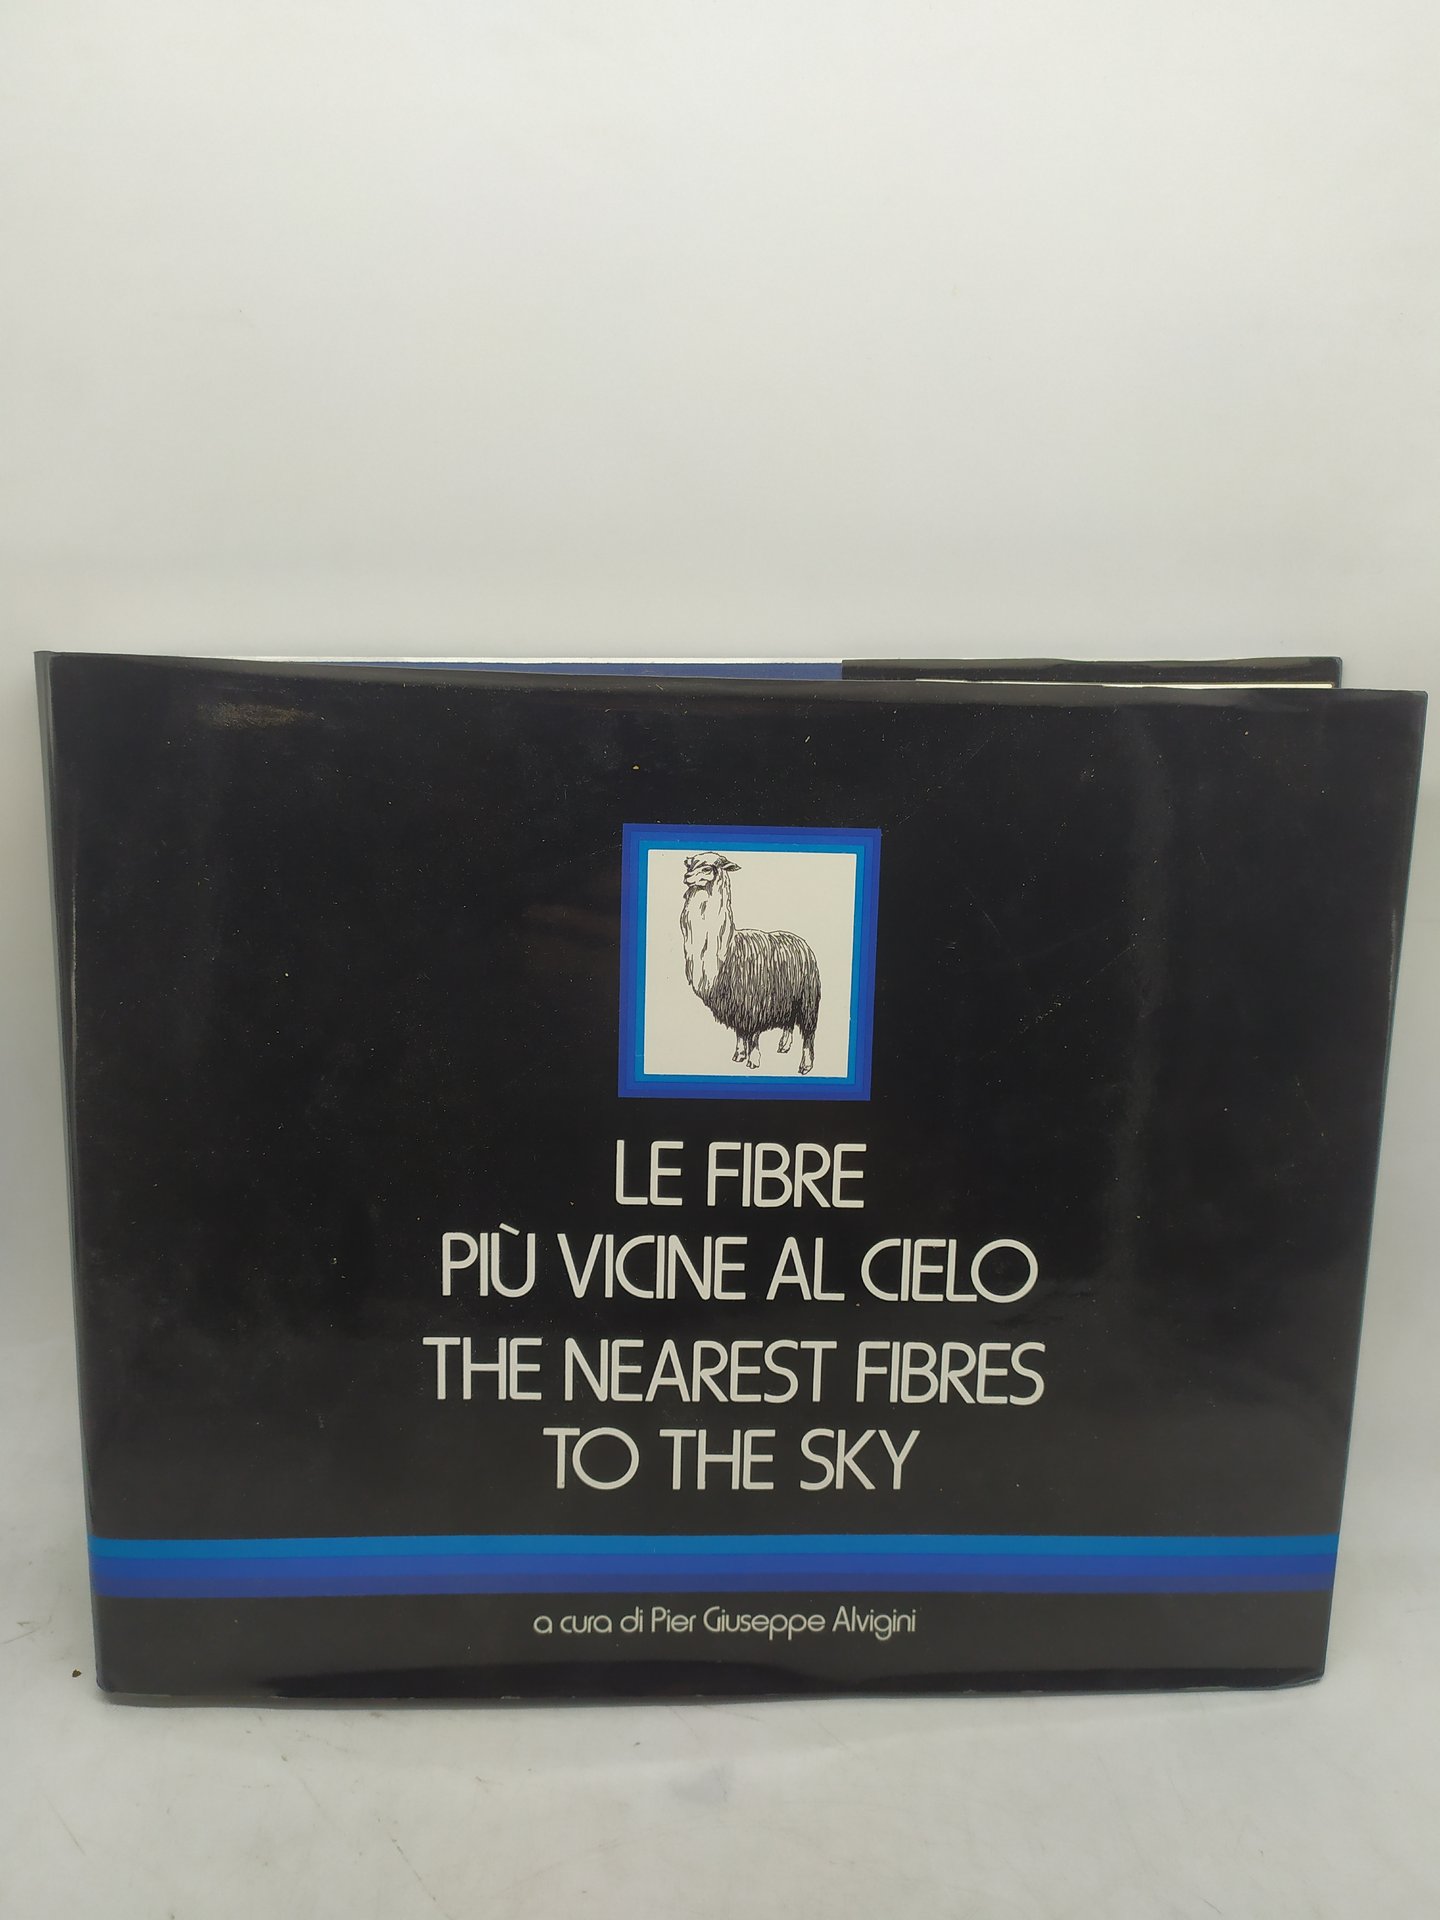 LE FIBRE
PIÙ VICINE AL CIELO
THE NEAREST FIBRES
TO THE SKY
a cura di Pier Giuseppe Alvigini